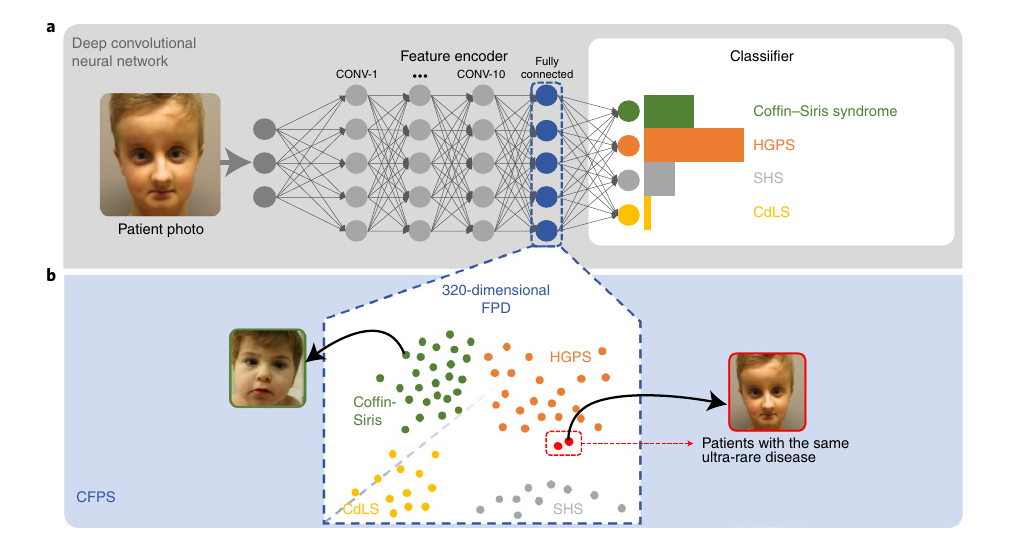 a
Deep convolutional
neural network
Feature encoder
CONV-1
•••
CONV-10
Fully
connected
Classiifier
Patient photo
Coffin–Siris syndrome
HGPS
SHS
CdLS
b
320-dimensional
FPD
HGPS
Coffin-
Siris
Patients with the same
ultra-rare disease
CFPS
CdLS
SHS